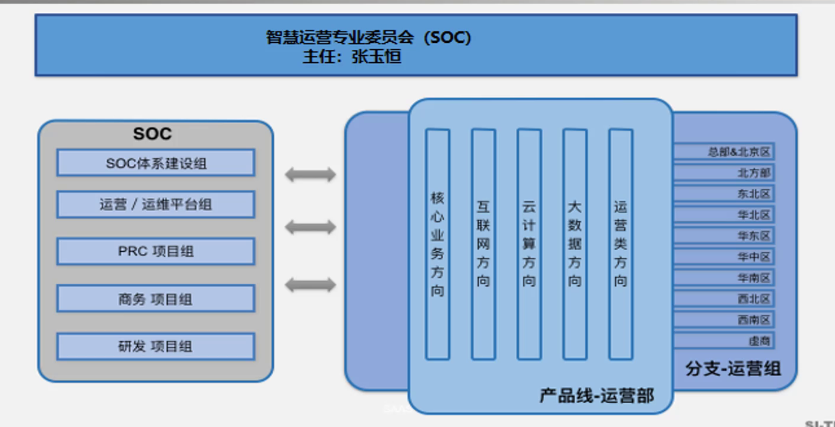 智慧运营专业委员会（SOC）
主任：张玉恒
SOC
SOC体系建设组
运营 / 运维平台组
PRC 项目组
商务 项目组
研发 项目组
核心业务方向
互联网方向
云计算方向
大数据方向
运营类方向
产品线-运营部
总部&北京区
北方部
东北区
华北区
华东区
华中区
华南区
西北区
西南区
虚商
分支-运营组